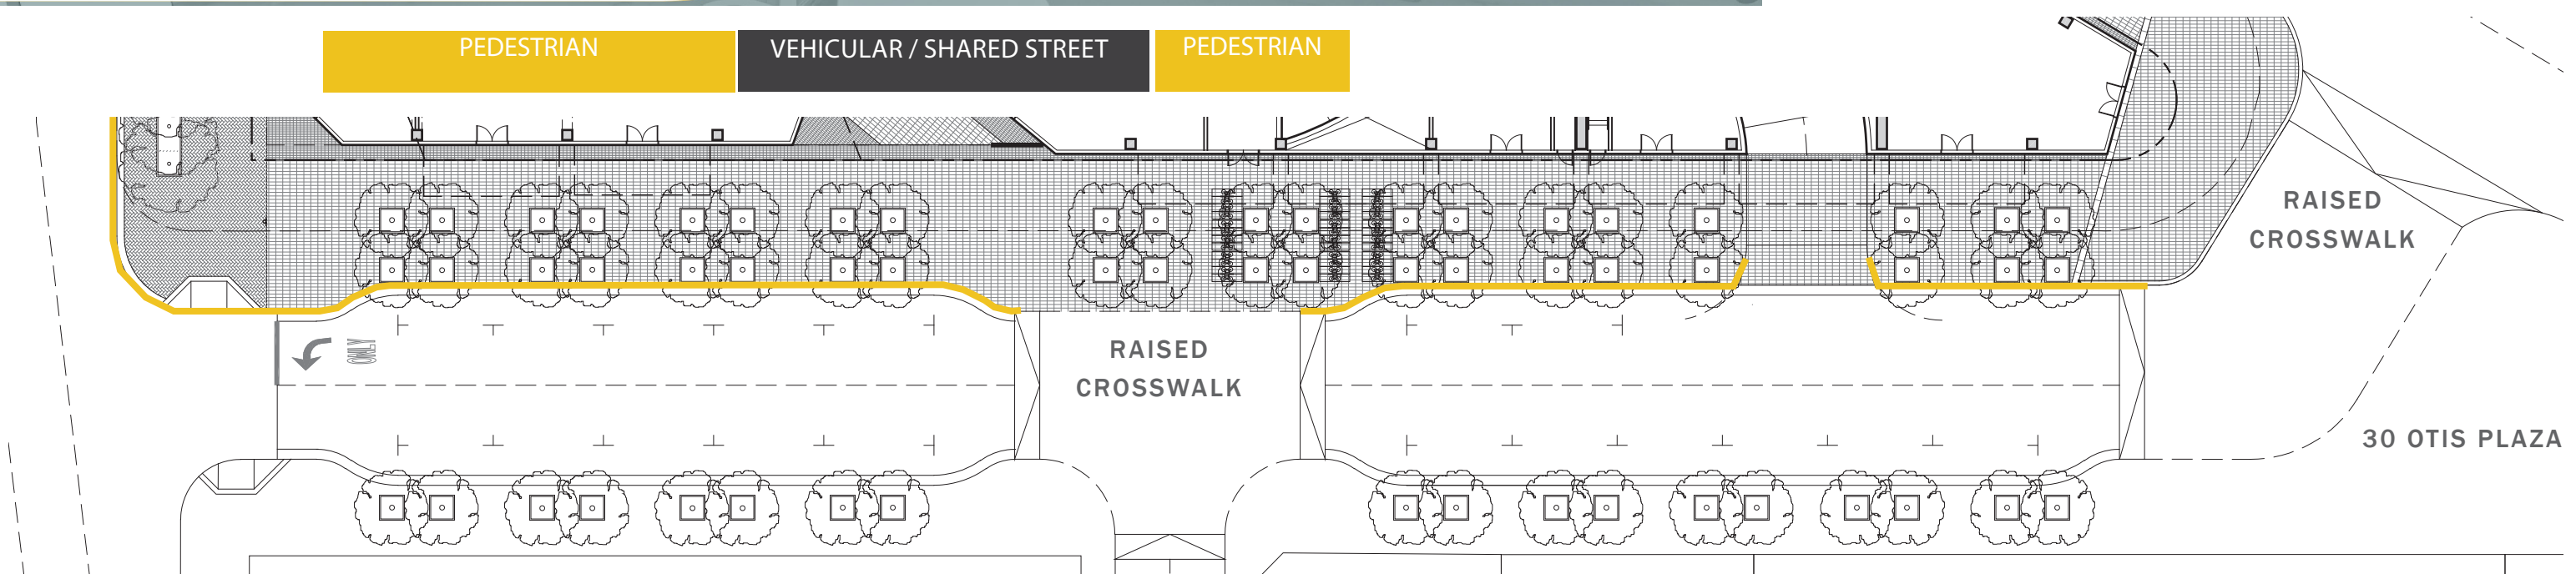 PEDESTRIAN
VEHICULAR / SHARED STREET
PEDESTRIAN
RAISED
CROSSWALK
ONLY
RAISED
CROSSWALK
30 OTIS PLAZA